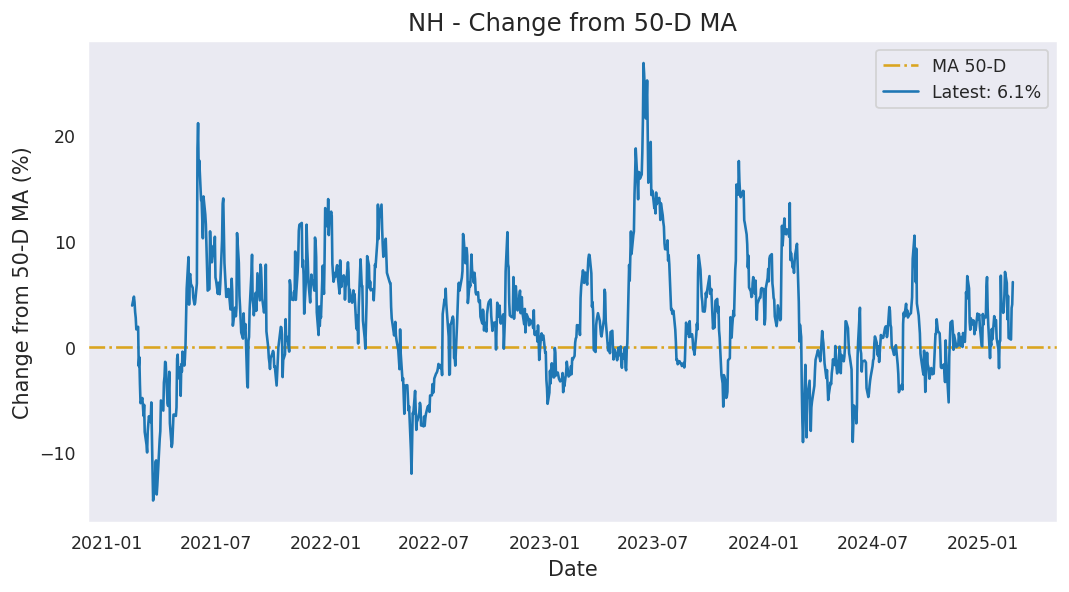 NH - Change from 50-D MA
MA 50-D
Latest: 6.1%
Change from 50-D MA (%)
20
10
0
−10
2021-01 2021-07 2022-01 2022-07 2023-01 2023-07 2024-01 2024-07 2025-01
Date